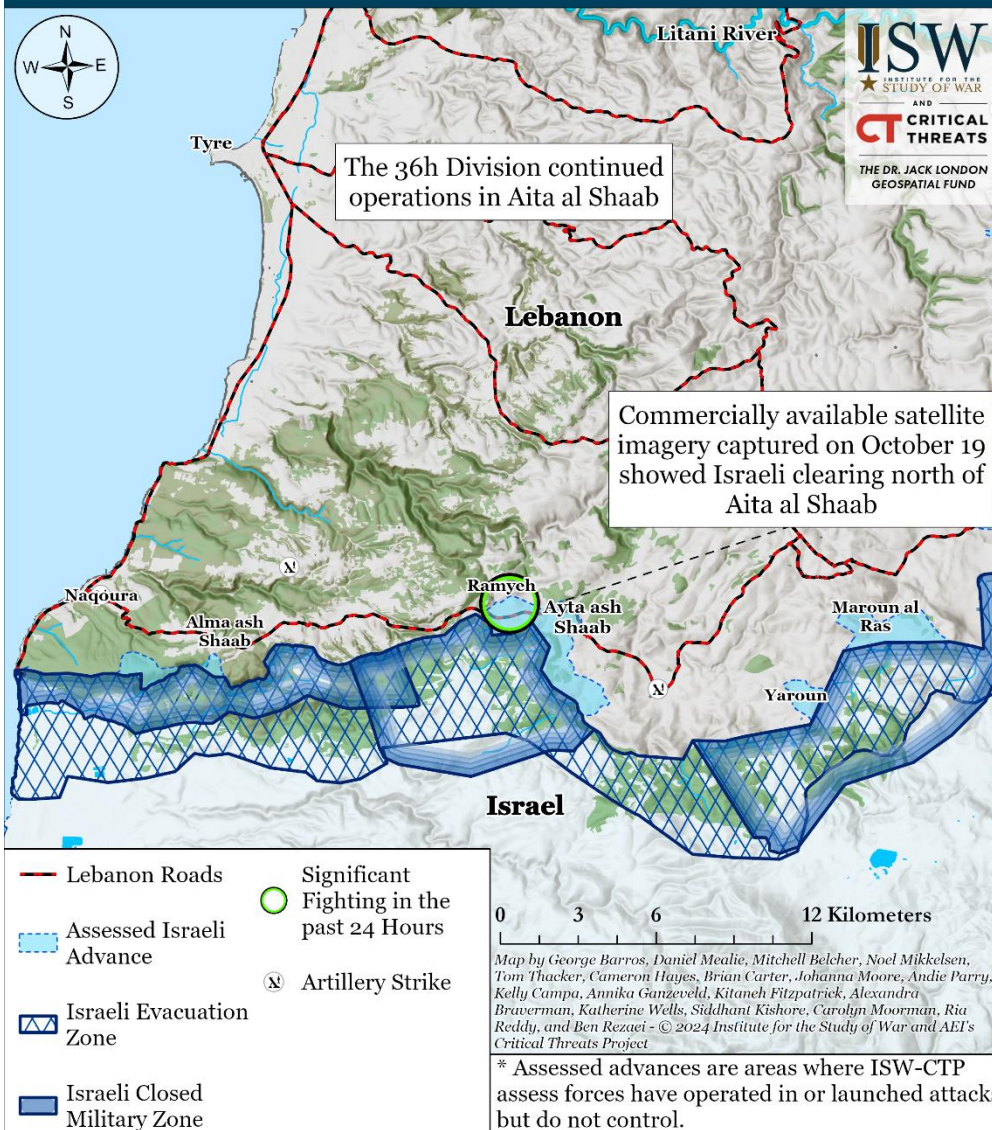 N
W
E
S
Litani River
ISW
INSTITUTE FOR THE
STUDY OF WAR
AND
CT CRITICAL
THREATS
THE DR. JACK LONDON
GEOSPATIAL FUND
Tyre
The 36h Division continued
operations in Aita al Shaab
Lebanon
Commercially available satellite
imagery captured on October 19
showed Israeli clearing north of
Aita al Shaab
Ramyeh
Naqoura
Alma ash
Shaab
Ayta ash
Shaab
Maroun al
Ras
Yaroun
Israel
Lebanon Roads
Assessed Israeli
Advance
Israeli Evacuation
Zone
Israeli Closed
Military Zone
Significant
Fighting in the
past 24 Hours
Artillery Strike
0 3 6 12 Kilometers
Map by George Barros, Daniel Mealie, Mitchell Belcher, Noel Mikkelsen,
Tom Thacker, Cameron Hayes, Brian Carter, Johanna Moore, Andie Parry,
Kelly Campa, Annika Ganzeveld, Kitaneh Fitzpatrick, Alexandra
Braverman, Katherine Wells, Siddhant Kishore, Carolyn Moorman, Ria
Reddy, and Ben Rezaei - © 2024 Institute for the Study of War and AEI's
Critical Threats Project
* Assessed advances are areas where ISW-CTP
assess forces have operated in or launched attacks
but do not control.